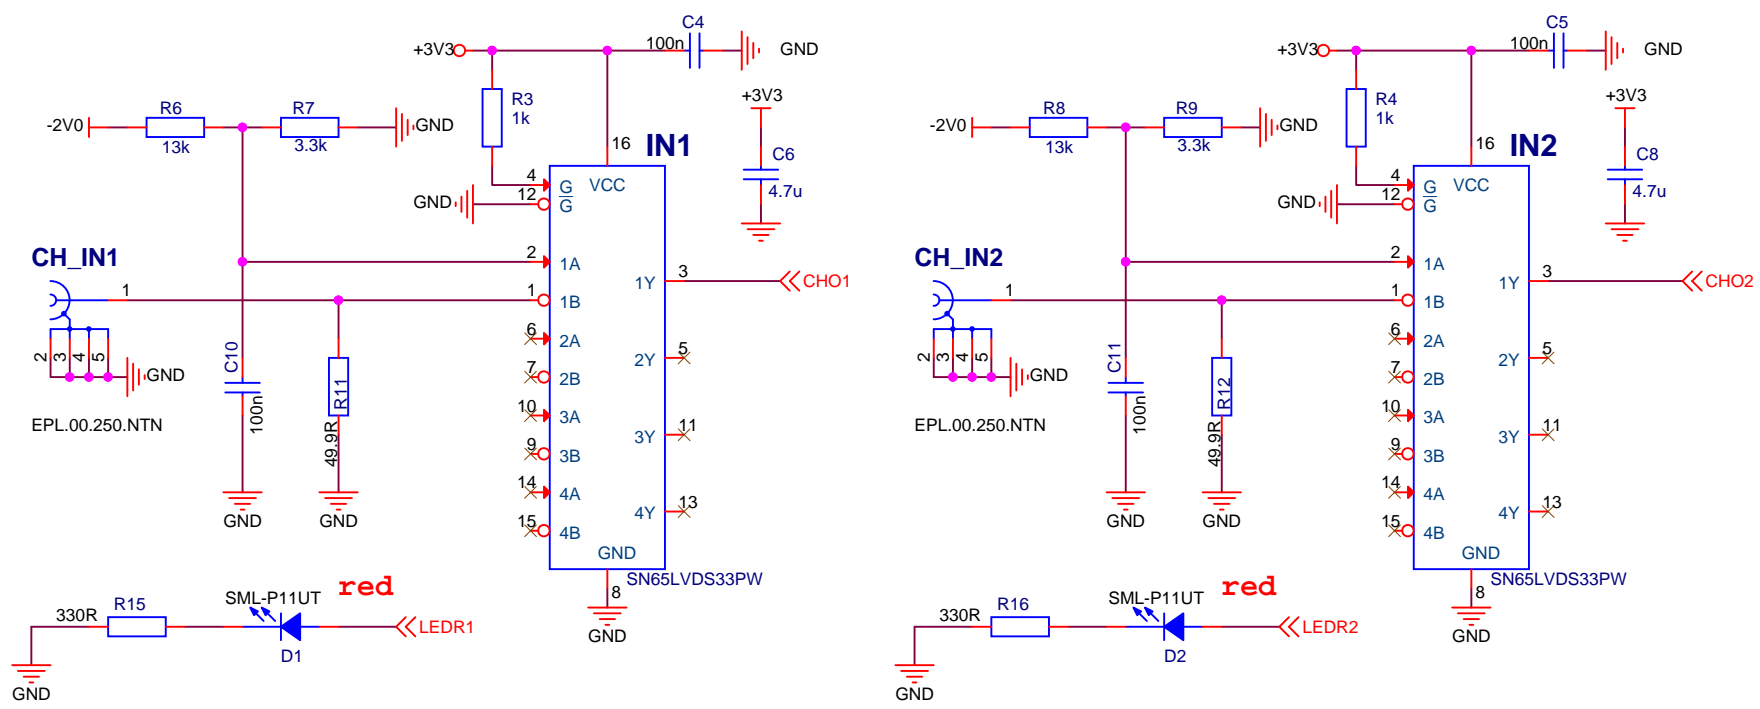 C4
+3V3
100n
GND
R6
R7
R3
1k
+3V3
-2V0
GND
13k
3.3k
16
IN1
C6
4.7u
4
G
VCC
12
G
GND
CH_IN1
2
1A
1
1
1B
1Y
3
CHO1
6
2A
2Y
5
7
2B
10
3A
3Y
11
9
3B
14
4A
4Y
13
15
4B
2
3
4
5
GND
C10
100n
R11
49.9R
EPL.00.250.NTN
GND
GND
GND
SN65LVDS33PW
8
GND
red
SML-P11UT
330R
R15
LEDR1
D1
GND
C5
+3V3
100n
GND
R8
R9
R4
1k
+3V3
-2V0
GND
13k
3.3k
16
IN2
C8
4.7u
4
G
VCC
12
G
GND
CH_IN2
2
1A
1
1
1B
1Y
3
CHO2
6
2A
2Y
5
7
2B
10
3A
3Y
11
9
3B
14
4A
4Y
13
15
4B
2
3
4
5
GND
C11
100n
R12
49.9R
EPL.00.250.NTN
GND
GND
GND
SN65LVDS33PW
8
GND
red
SML-P11UT
330R
R16
LEDR2
D2
GND